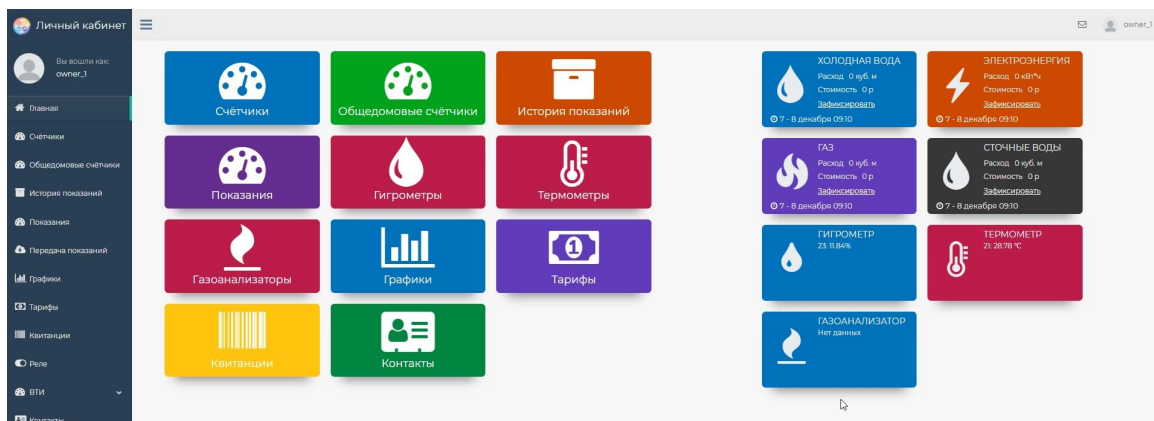 Личный кабинет
owner_1
Вы вошли как:
owner_1
Главная
Счётчики
Общедомовые счётчики
История показаний
Показания
Передача показаний
Графики
Тарифы
Квитанции
Реле
ВТИ
Контакты
Счётчики
Общедомовые счётчики
История показаний
Показания
Гигрометры
Термометры
Газоанализаторы
Графики
Тарифы
Квитанции
Контакты
ХОЛОДНАЯ ВОДА
Расход 0 куб. м
Стоимость 0 р
Зафиксировать
7 - 8 декабря 09:10
ЭЛЕКТРОЭНЕРГИЯ
Расход 0 кВт*ч
Стоимость 0 р
Зафиксировать
7 - 8 декабря 09:10
ГАЗ
Расход 0 куб. м
Стоимость 0 р
Зафиксировать
7 - 8 декабря 09:10
СТОЧНЫЕ ВОДЫ
Расход 0 куб. м
Стоимость 0 р
Зафиксировать
7 - 8 декабря 09:10
ГИГРОМЕТР
23: 11.84%
ТЕРМОМЕТР
21: 28.78 °C
ГАЗОАНАЛИЗАТОР
Нет данных